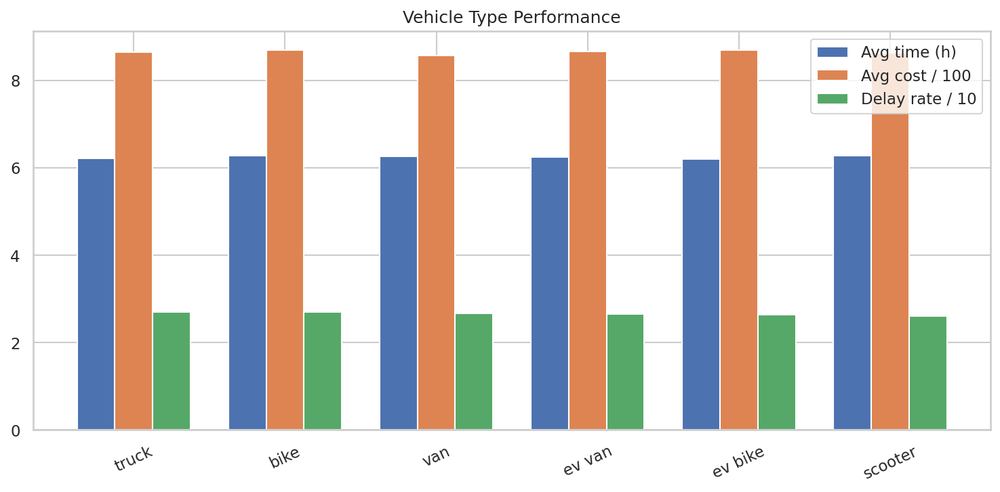 Vehicle Type Performance
Avg time (h)
Avg cost / 100
Delay rate / 10
8
6
4
2
0
truck
bike
van
ev van
ev bike
scooter